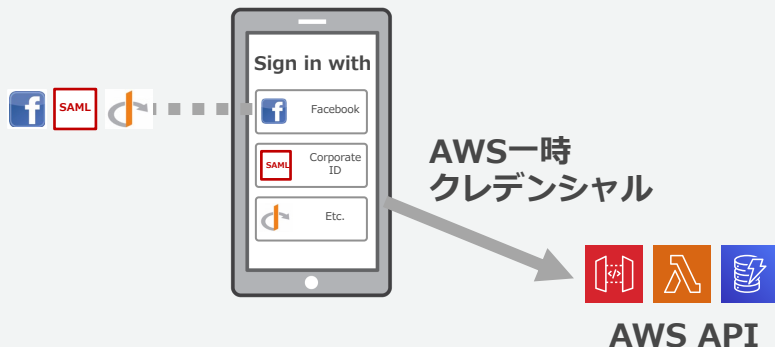 Sign in with
SAML
Facebook
SAML
Corporate
ID
Etc.
AWS一時
クレデンシャル
AWS API